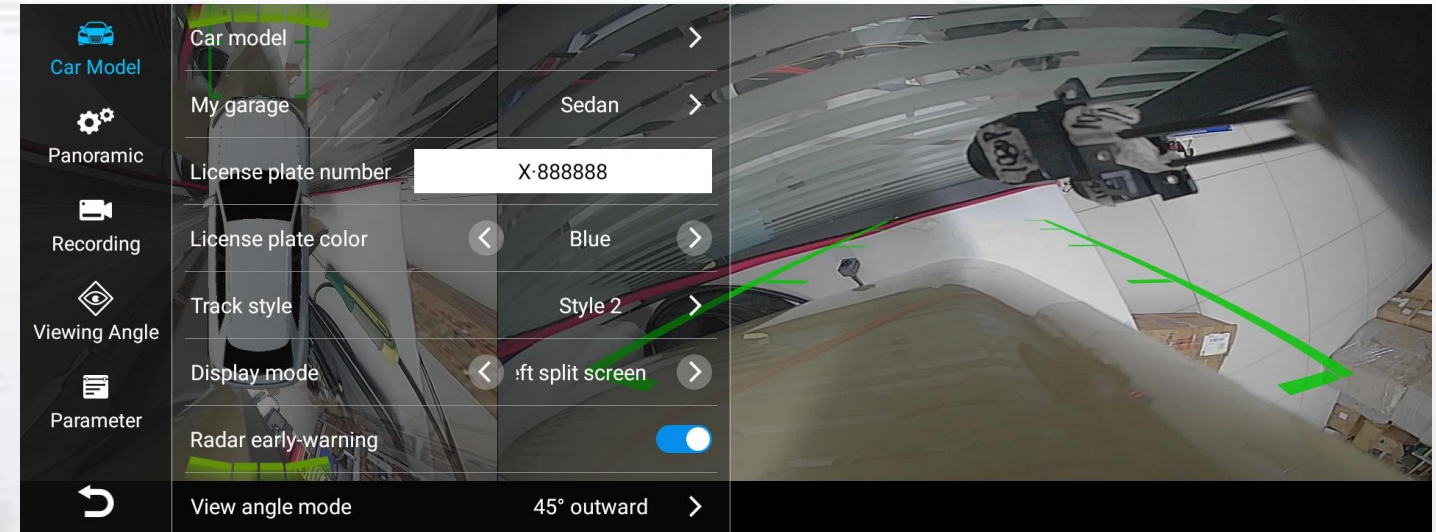 Car Model
Panoramic
Recording
Viewing Angle
Parameter
Car model
My garage Sedan
License plate number X·888888
License plate color Blue
Track style Style 2
Display mode eft split screen
Radar early-warning
View angle mode 45° outward